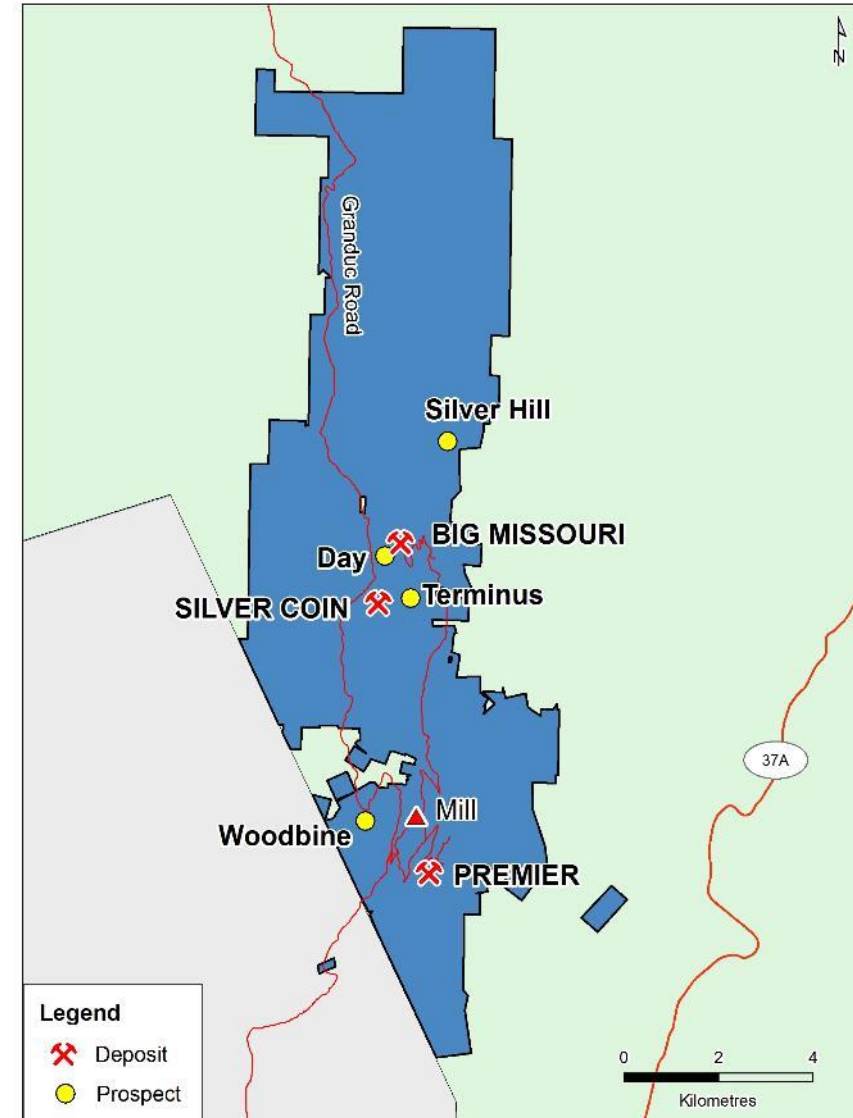 N
Granduc Road
Silver Hill
BIG MISSOURI
Day
Terminus
SILVER COIN
37A
Mill
Woodbine
PREMIER
Legend
Deposit
Prospect
0 2 4
Kilometres